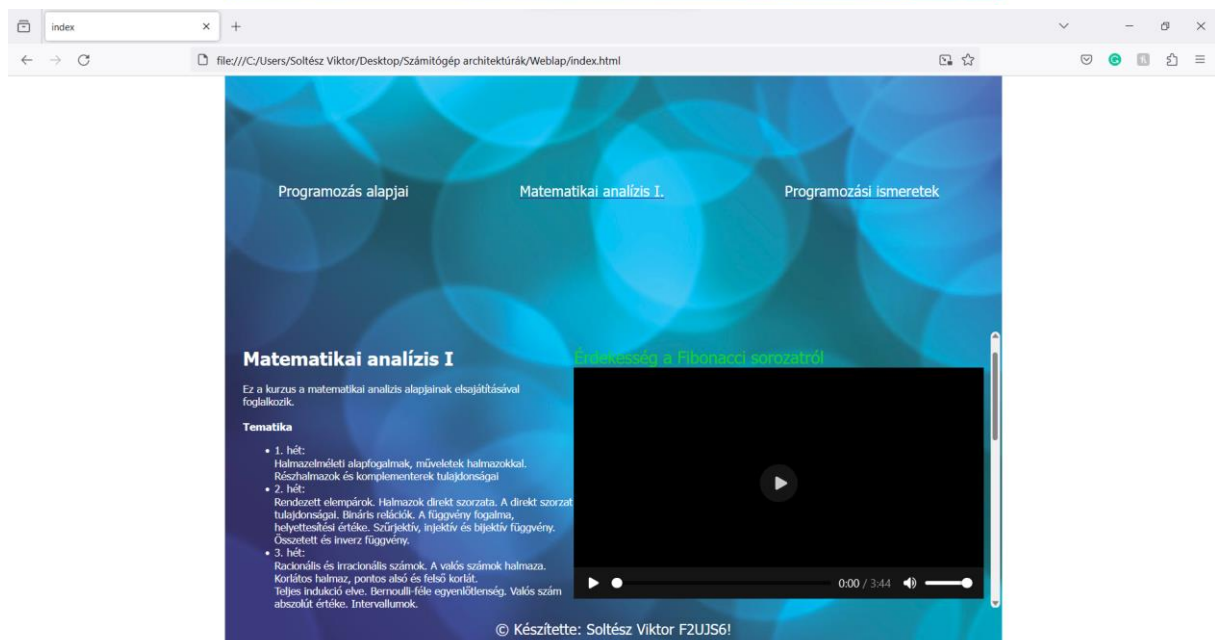 index
file:///C:/Users/Soltész Viktor/Desktop/Számitógép architektúrák/Weblap/index.html
Programozás alapjai
Matematikai analízis I.
Programozási ismeretek
Matematikai analízis I
Ez a kurzus a matematikai analizis alapjainak elsajátításával
foglalkozik.
Tematika
• 1. hét:
Halmazelméleti alapfogalmak, műveletek halmazokkal.
Részhalmazok és komplementerek tulajdonságai
• 2. hét:
Rendezett elempárok. Halmazok direkt szorzata. A direkt szorzat
tulajdonságai. Bináris relációk. A függvény fogalma,
helyettesítési értéke. Szürjektív, injektív és bijektív függvény.
Összetett és inverz függvény.
• 3. hét:
Racionális és irracionális számok. A valós számok halmaza.
Korlátos halmaz, pontos alsó és felső korlát.
Teljes indukció elve. Bernoulli-féle egyenlőtlenség. Valós szám
abszolút értéke. Intervallumok.
Érdekesség a Fibonacci sorozatról
0:00 / 3:44
© Készítette: Soltész Viktor F2UJS6!